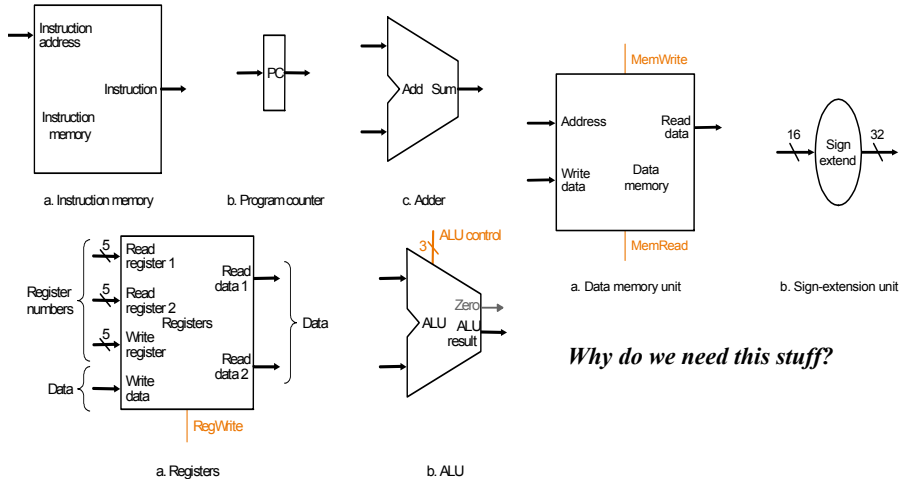 Instruction
address
Instruction
Instruction
memory
a. Instruction memory
PC
b. Program counter
Add Sum
c. Adder
MemWrite
Address
Read
data
Write
data
Data
memory
MemRead
a. Data memory unit
16
Sign
extend
32
b. Sign-extension unit
Register
numbers
Data
5
Read
register 1
5
Read
register 2
5
Write
register
Write
data
Registers
Read
data 1
Read
data 2
Data
RegWrite
a. Registers
3
ALU control
Zero
ALU
ALU
result
b. ALU
Why do we need this stuff?